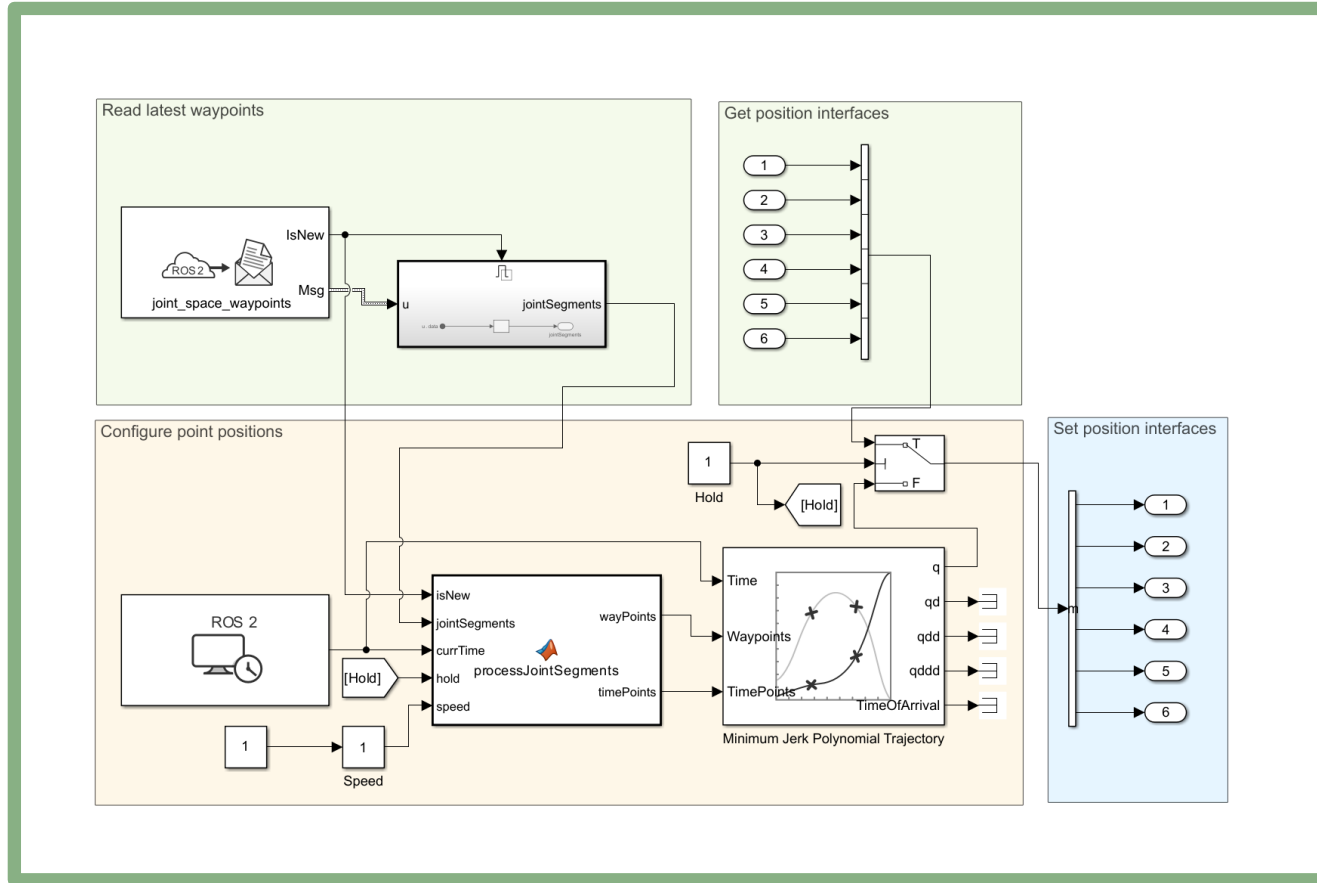 Read latest waypoints
IsNew
Msg
ROS 2
joint_space_waypoints
u
jointSegments
jointSegments
Get position interfaces
1
2
3
4
5
6
Configure point positions
1
Hold
[Hold]
T
F
ROS 2
[Hold]
1
1
Speed
isNew
jointSegments
currTime
hold
speed
processJointSegments
wayPoints
timePoints
Time
Waypoints
TimePoints
q
qd
qdd
qddd
TimeOfArrival
Minimum Jerk Polynomial Trajectory
Set position interfaces
m
1
2
3
4
5
6